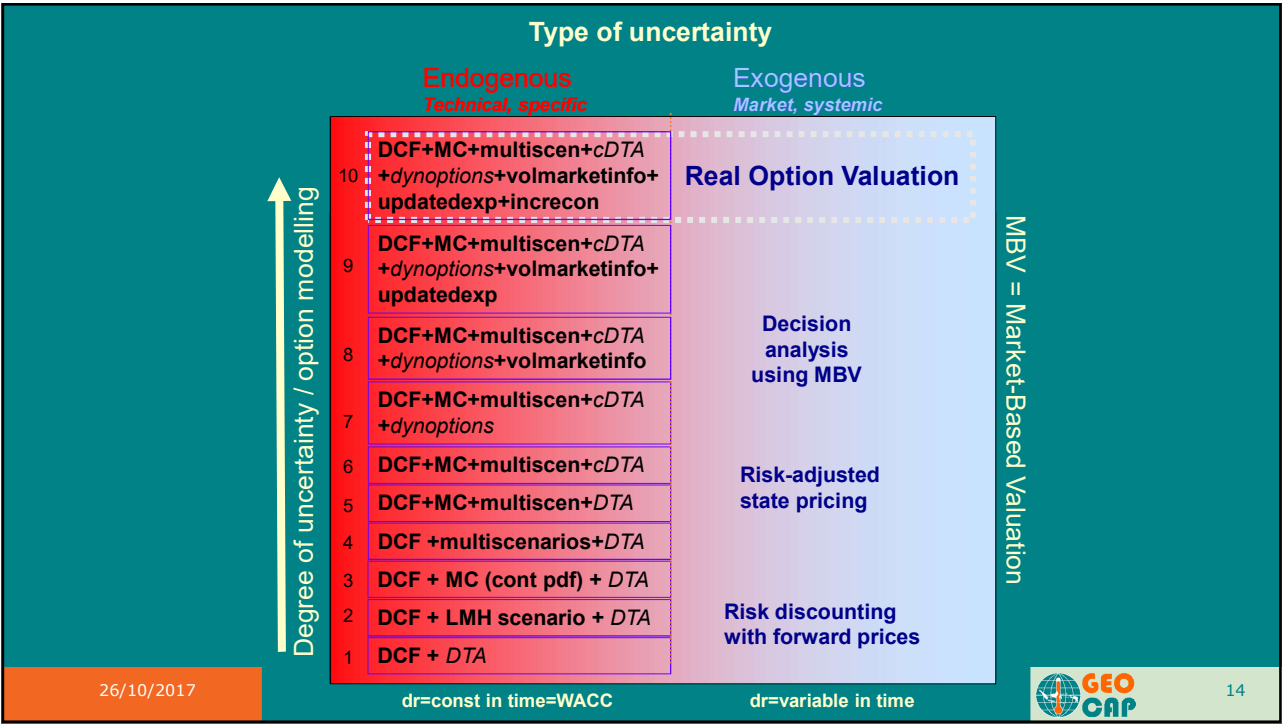 Type of uncertainty
Endogenous
Technical, specific
Exogenous
Market, systemic
Degree of uncertainty / option modelling
10
DCF+MC+multiscen+cDTA
+dynoptions+volmarketinfo+
updatedexp+increcon
Real Option Valuation
9
DCF+MC+multiscen+cDTA
+dynoptions+volmarketinfo+
updatedexp
8
DCF+MC+multiscen+cDTA
+dynoptions+volmarketinfo
Decision
analysis
using MBV
7
DCF+MC+multiscen+cDTA
+dynoptions
6
DCF+MC+multiscen+cDTA
5
DCF+MC+multiscen+DTA
Risk-adjusted
state pricing
4
DCF +multiscenarios+DTA
3
DCF + MC (cont pdf) + DTA
2
DCF + LMH scenario + DTA
1
DCF + DTA
Risk discounting
with forward prices
MBV = Market-Based Valuation
dr=const in time=WACC
dr=variable in time
26/10/2017
GEO
CAP
14